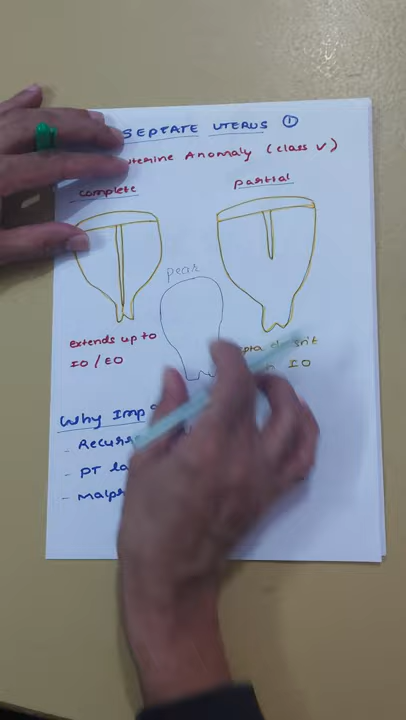 SEPTATE UTERUS ①
uterine Anomaly (class V)
complete
partial
pear
extends up to
IO / EO
IO
Why Imp
- Recurr
- PT la
- Malpr